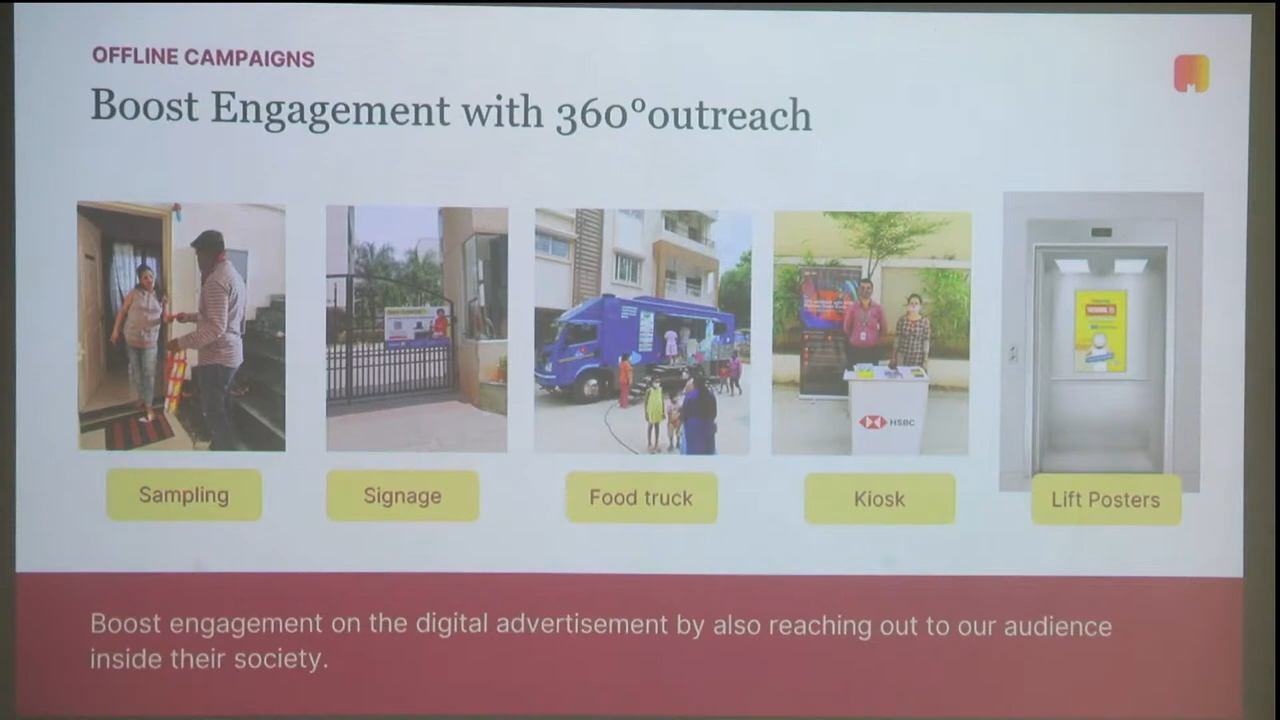 OFFLINE CAMPAIGNS
Boost Engagement with 360°outreach
HSBC
Sampling
Signage
Food truck
Kiosk
Lift Posters
Boost engagement on the digital advertisement by also reaching out to our audience
inside their society.